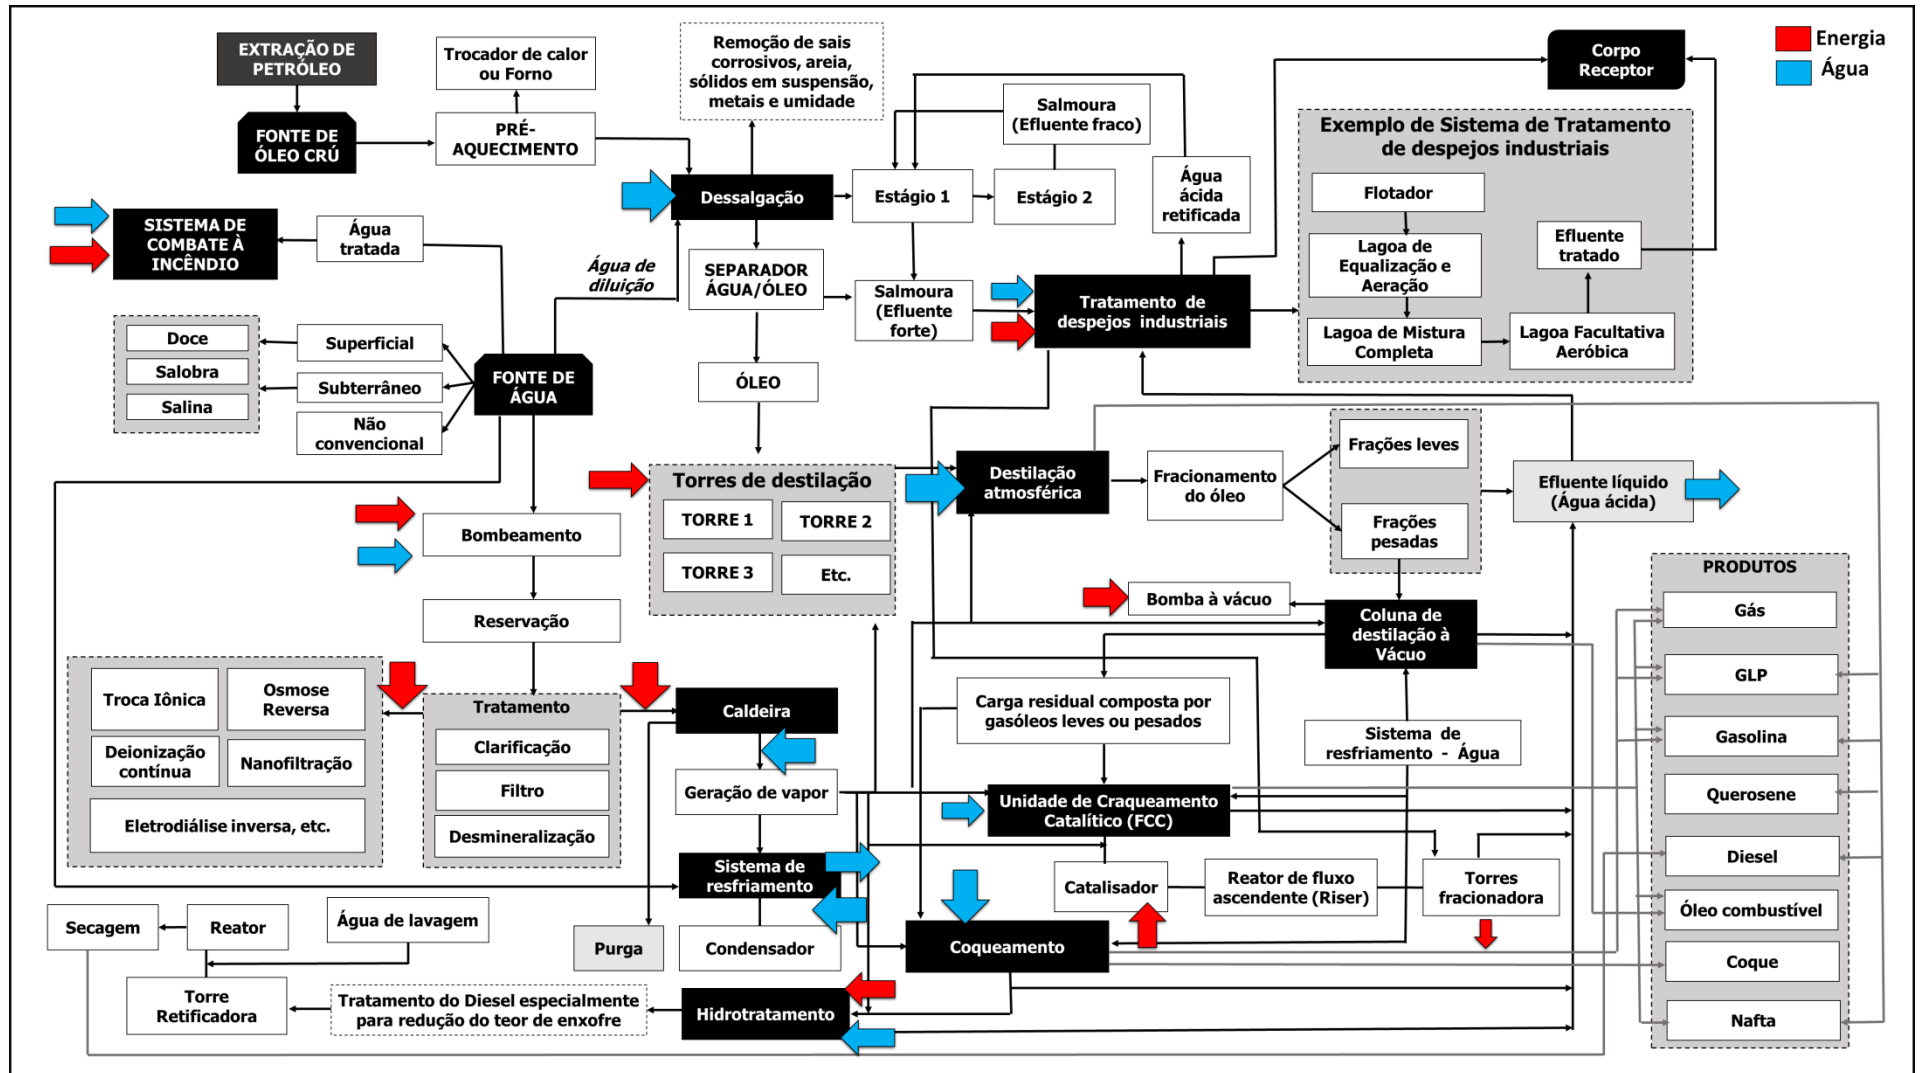 EXTRAÇÃO DE
PETRÓLEO
Trocador de calor
ou Forno
Remoção de sais
corrosivos, areia,
sólidos em suspensão,
metais e umidade
Corpo
Receptor
Energia
Água
FONTE DE
ÓLEO CRÚ
PRÉ-
AQUECIMENTO
Salmoura
(Efluente fraco)
Exemplo de Sistema de Tratamento
de despejos industriais
Dessalgação
Estágio 1
Estágio 2
Água
ácida
retificada
Flotador
SISTEMA DE
COMBATE À
INCÊNDIO
Água
tratada
Água de
diluição
SEPARADOR
ÁGUA/ÓLEO
Salmoura
(Efluente
forte)
Tratamento de
despejos industriais
Lagoa de
Equalização e
Aeração
Efluente
tratado
Lagoa de Mistura
Completa
Lagoa Facultativa
Aeróbica
Doce
Salobra
Salina
Superficial
Subterrâneo
Não
convencional
FONTE DE
ÁGUA
ÓLEO
Torres de destilação
TORRE 1
TORRE 2
TORRE 3
Etc.
Destilação
atmosférica
Fracionamento
do óleo
Frações leves
Frações
pesadas
Efluente líquido
(Água ácida)
Bombeamento
Reservação
Bomba à vácuo
Coluna de
destilação à
Vácuo
PRODUTOS
Gás
GLP
Gasolina
Querosene
Diesel
Óleo combustível
Coque
Nafta
Troca Iônica
Osmose
Reversa
Deionização
contínua
Nanofiltração
Eletrodiálise inversa, etc.
Tratamento
Clarificação
Filtro
Desmineralização
Caldeira
Geração de vapor
Carga residual composta por
gasóleos leves ou pesados
Sistema de
resfriamento - Água
Unidade de Craqueamento
Catalítico (FCC)
Sistema de
resfriamento
Catalisador
Reator de fluxo
ascendente (Riser)
Torres
fracionadora
Secagem
Reator
Água de lavagem
Purga
Condensador
Coqueamento
Torre
Retificadora
Tratamento do Diesel especialmente
para redução do teor de enxofre
Hidrotratamento